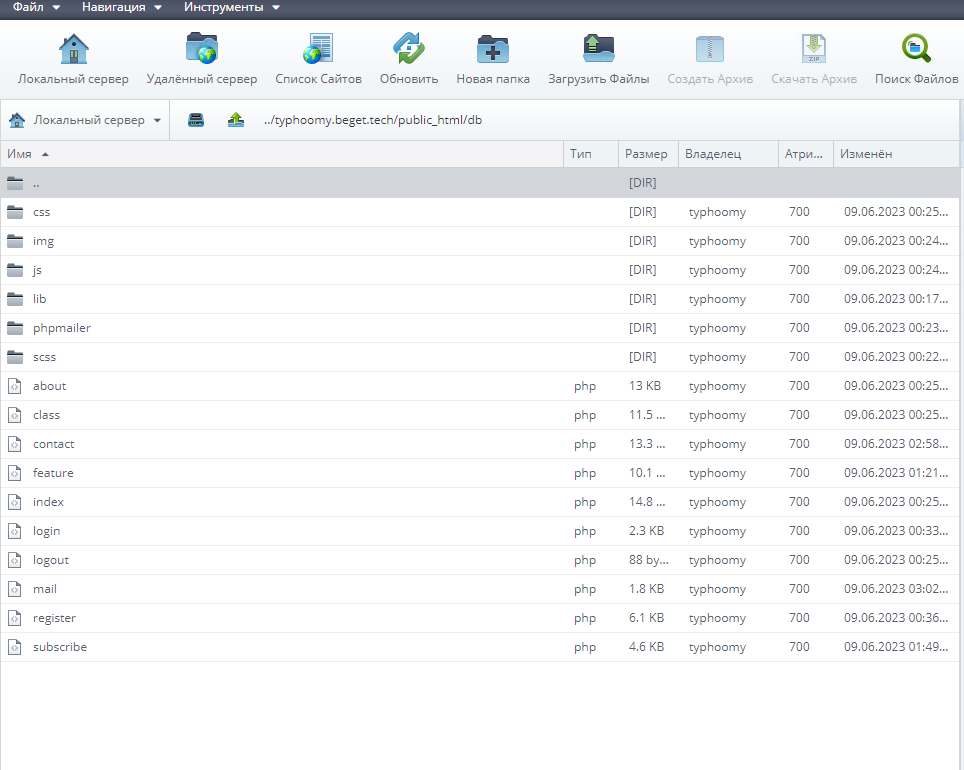 Файл Навигация Инструменты
Локальный сервер Удалённый сервер Список Сайтов Обновить Новая папка Загрузить Файлы Создать Архив Скачать Архив Поиск Файлов
Локальный сервер ../typhoomy.beget.tech/public_html/db
Имя Тип Размер Владелец Атри... Изменён
.. [DIR]
css [DIR] typhoomy 700 09.06.2023 00:25...
img [DIR] typhoomy 700 09.06.2023 00:24...
js [DIR] typhoomy 700 09.06.2023 00:24...
lib [DIR] typhoomy 700 09.06.2023 00:17...
phpmailer [DIR] typhoomy 700 09.06.2023 00:23...
scss [DIR] typhoomy 700 09.06.2023 00:22...
about php 13 KB typhoomy 700 09.06.2023 00:25...
class php 11.5 ... typhoomy 700 09.06.2023 00:25...
contact php 13.3 ... typhoomy 700 09.06.2023 02:58...
feature php 10.1 ... typhoomy 700 09.06.2023 01:21...
index php 14.8 ... typhoomy 700 09.06.2023 00:25...
login php 2.3 KB typhoomy 700 09.06.2023 00:33...
logout php 88 by... typhoomy 700 09.06.2023 00:25...
mail php 1.8 KB typhoomy 700 09.06.2023 03:02...
register php 6.1 KB typhoomy 700 09.06.2023 00:36...
subscribe php 4.6 KB typhoomy 700 09.06.2023 01:49...